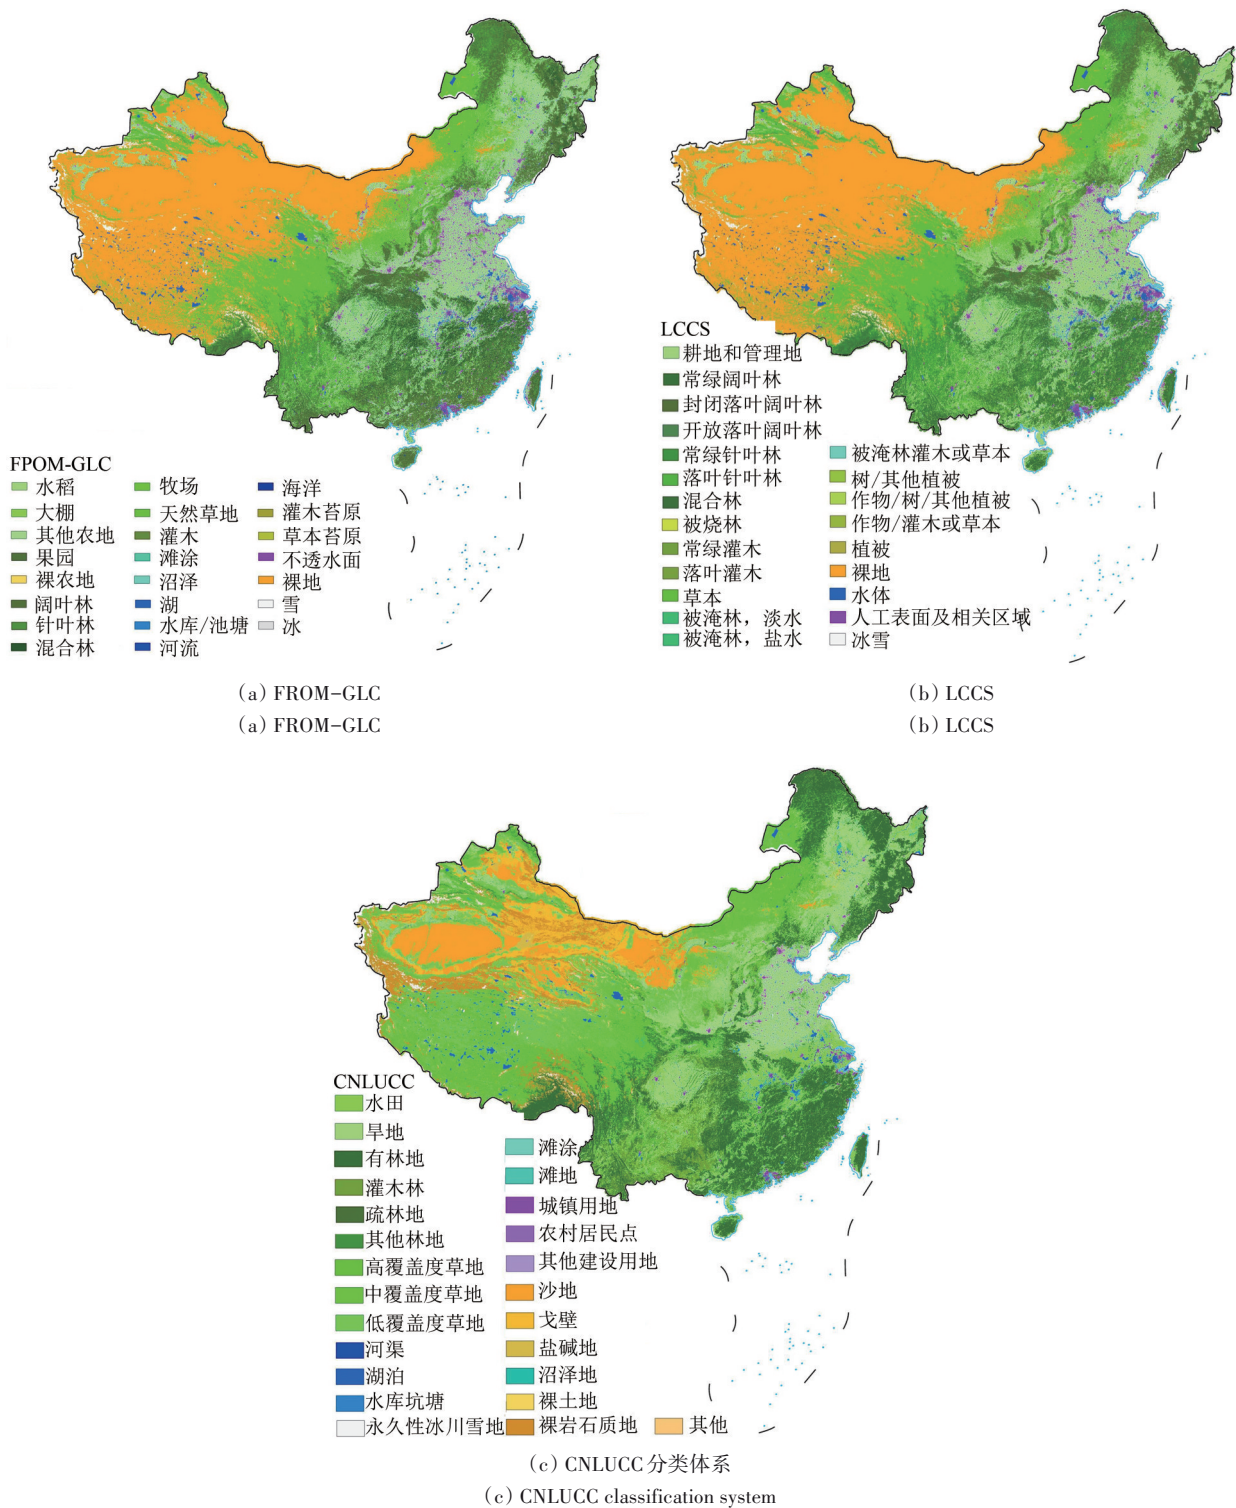 FPOM-GLC
水稻
大棚
其他农地
果园
裸农地
阔叶林
针叶林
混合林
牧场
天然草地
灌木
滩涂
沼泽
湖
水库/池塘
河流
海洋
灌木苔原
草本苔原
不透水面
裸地
雪
冰
(a) FROM-GLC
(a) FROM-GLC
LCCS
耕地和管理地
常绿阔叶林
封闭落叶阔叶林
开放落叶阔叶林
常绿针叶林
落叶针叶林
混合林
被烧林
常绿灌木
落叶灌木
草本
被淹林，淡水
被淹林，盐水
被淹林灌木或草本
树/其他植被
作物/树/其他植被
作物/灌木或草本
植被
裸地
水体
人工表面及相关区域
冰雪
(b) LCCS
(b) LCCS
CNLUCC
水田
旱地
有林地
灌木林
疏林地
其他林地
高覆盖度草地
中覆盖度草地
低覆盖度草地
河渠
湖泊
水库坑塘
永久性冰川雪地
滩涂
滩地
城镇用地
农村居民点
其他建设用地
沙地
戈壁
盐碱地
沼泽地
裸土地
裸岩石质地
其他
(c) CNLUCC分类体系
(c) CNLUCC classification system